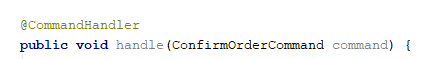 @CommandHandler
public void handle(ConfirmOrderCommand command) {